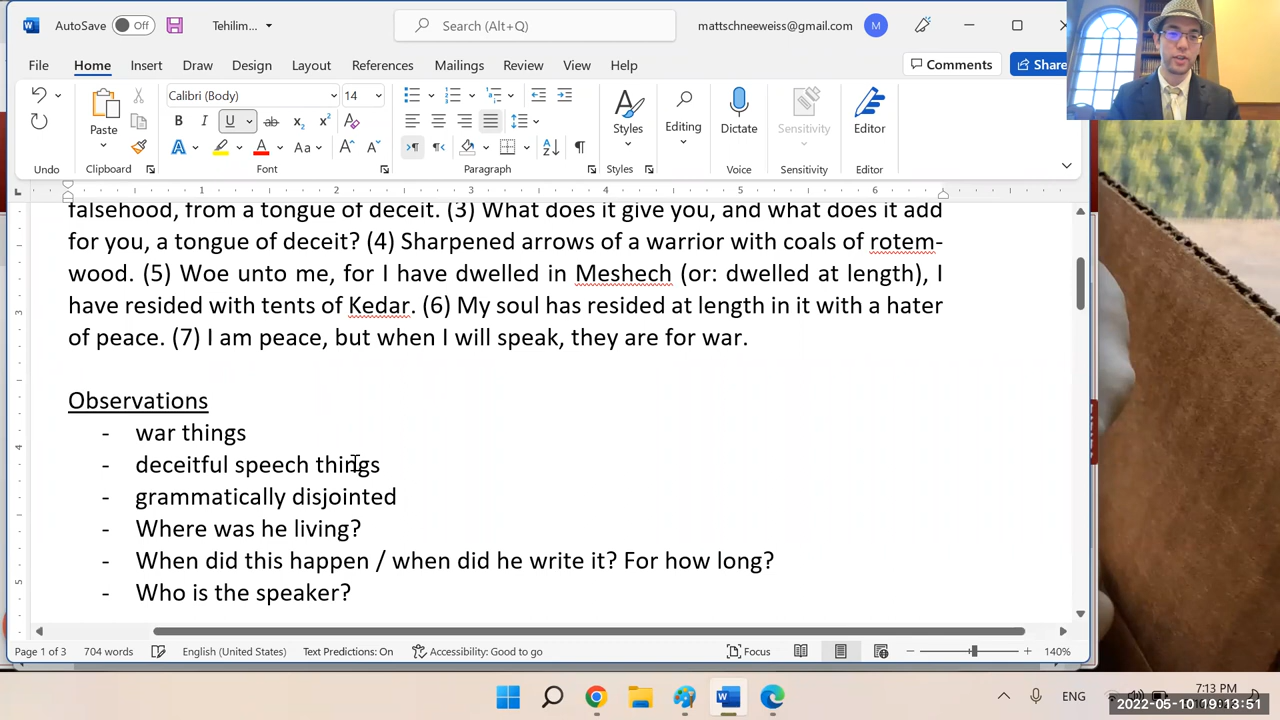 AutoSave Off Tehilim... Search (Alt+Q) mattschneeweiss@gmail.com M
File Home Insert Draw Design Layout References Mailings Review View Help Comments Share
Calibri (Body) 14
Paste Styles Editing Dictate Sensitivity Editor
Undo Clipboard Font Paragraph Styles Voice Sensitivity Editor
1 2 3 4 5 6
falsehood, from a tongue of deceit. (3) What does it give you, and what does it add
for you, a tongue of deceit? (4) Sharpened arrows of a warrior with coals of rotem-
wood. (5) Woe unto me, for I have dwelled in Meshech (or: dwelled at length), I
have resided with tents of Kedar. (6) My soul has resided at length in it with a hater
of peace. (7) I am peace, but when I will speak, they are for war.
Observations
- war things
- deceitful speech things
- grammatically disjointed
- Where was he living?
- When did this happen / when did he write it? For how long?
- Who is the speaker?
Page 1 of 3 704 words English (United States) Text Predictions: On Accessibility: Good to go Focus 140%
ENG 7:13 PM
2022-05-10 19:13:51